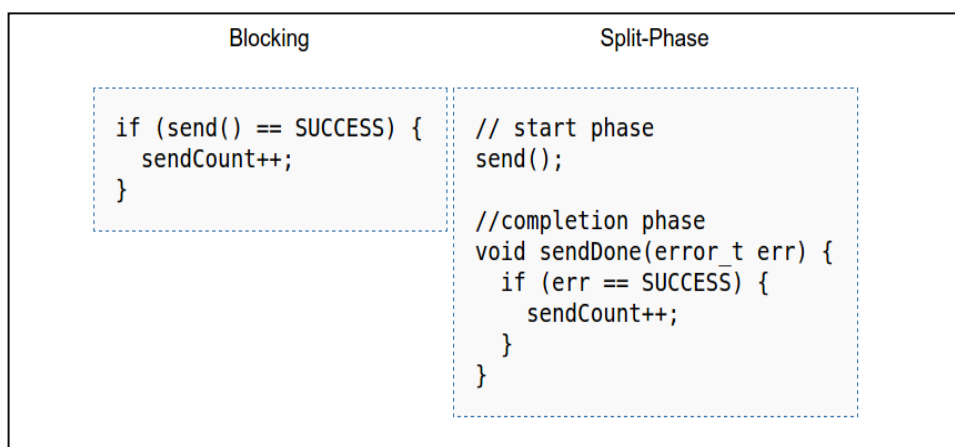 Blocking
Split-Phase
if (send() == SUCCESS) {
  sendCount++;
}
// start phase
send();

//completion phase
void sendDone(error_t err) {
  if (err == SUCCESS) {
    sendCount++;
  }
}